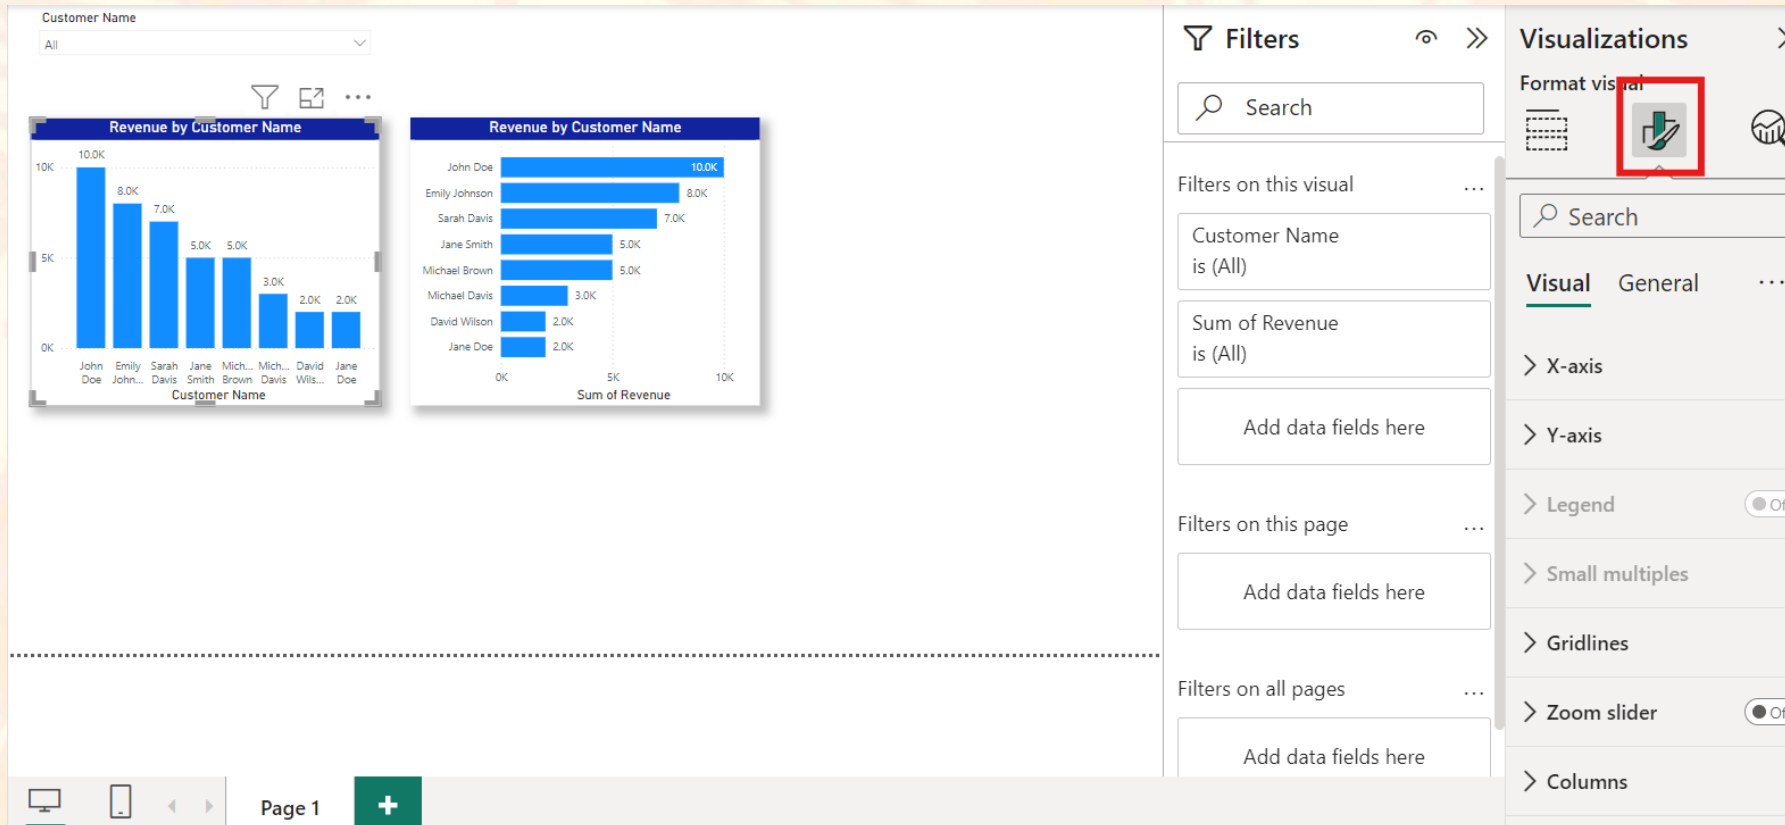 Customer Name
All
Revenue by Customer Name
10K
5K
0K
10.0K
8.0K
7.0K
5.0K
5.0K
3.0K
2.0K
2.0K
John Doe
Emily John...
Sarah Davis
Jane Smith
Mich... Brown
Mich... Davis
David Wils...
Jane Doe
Customer Name
Revenue by Customer Name
John Doe 10.0K
Emily Johnson 8.0K
Sarah Davis 7.0K
Jane Smith 5.0K
Michael Brown 5.0K
Michael Davis 3.0K
David Wilson 2.0K
Jane Doe 2.0K
0K 5K 10K
Sum of Revenue
Page 1
Filters
Search
Filters on this visual ...
Customer Name
is (All)
Sum of Revenue
is (All)
Add data fields here
Filters on this page ...
Add data fields here
Filters on all pages ...
Add data fields here
Visualizations
Format visual
Search
Visual General ...
X-axis
Y-axis
Legend
Small multiples
Gridlines
Zoom slider
Columns